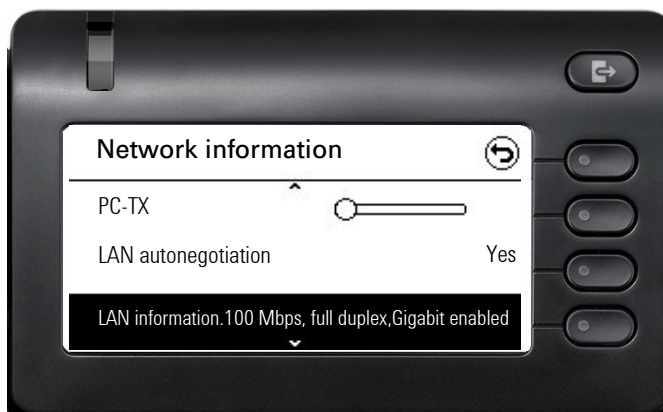 Network information
PC-TX
LAN autonegotiation Yes
LAN information.100 Mbps, full duplex,Gigabit enabled